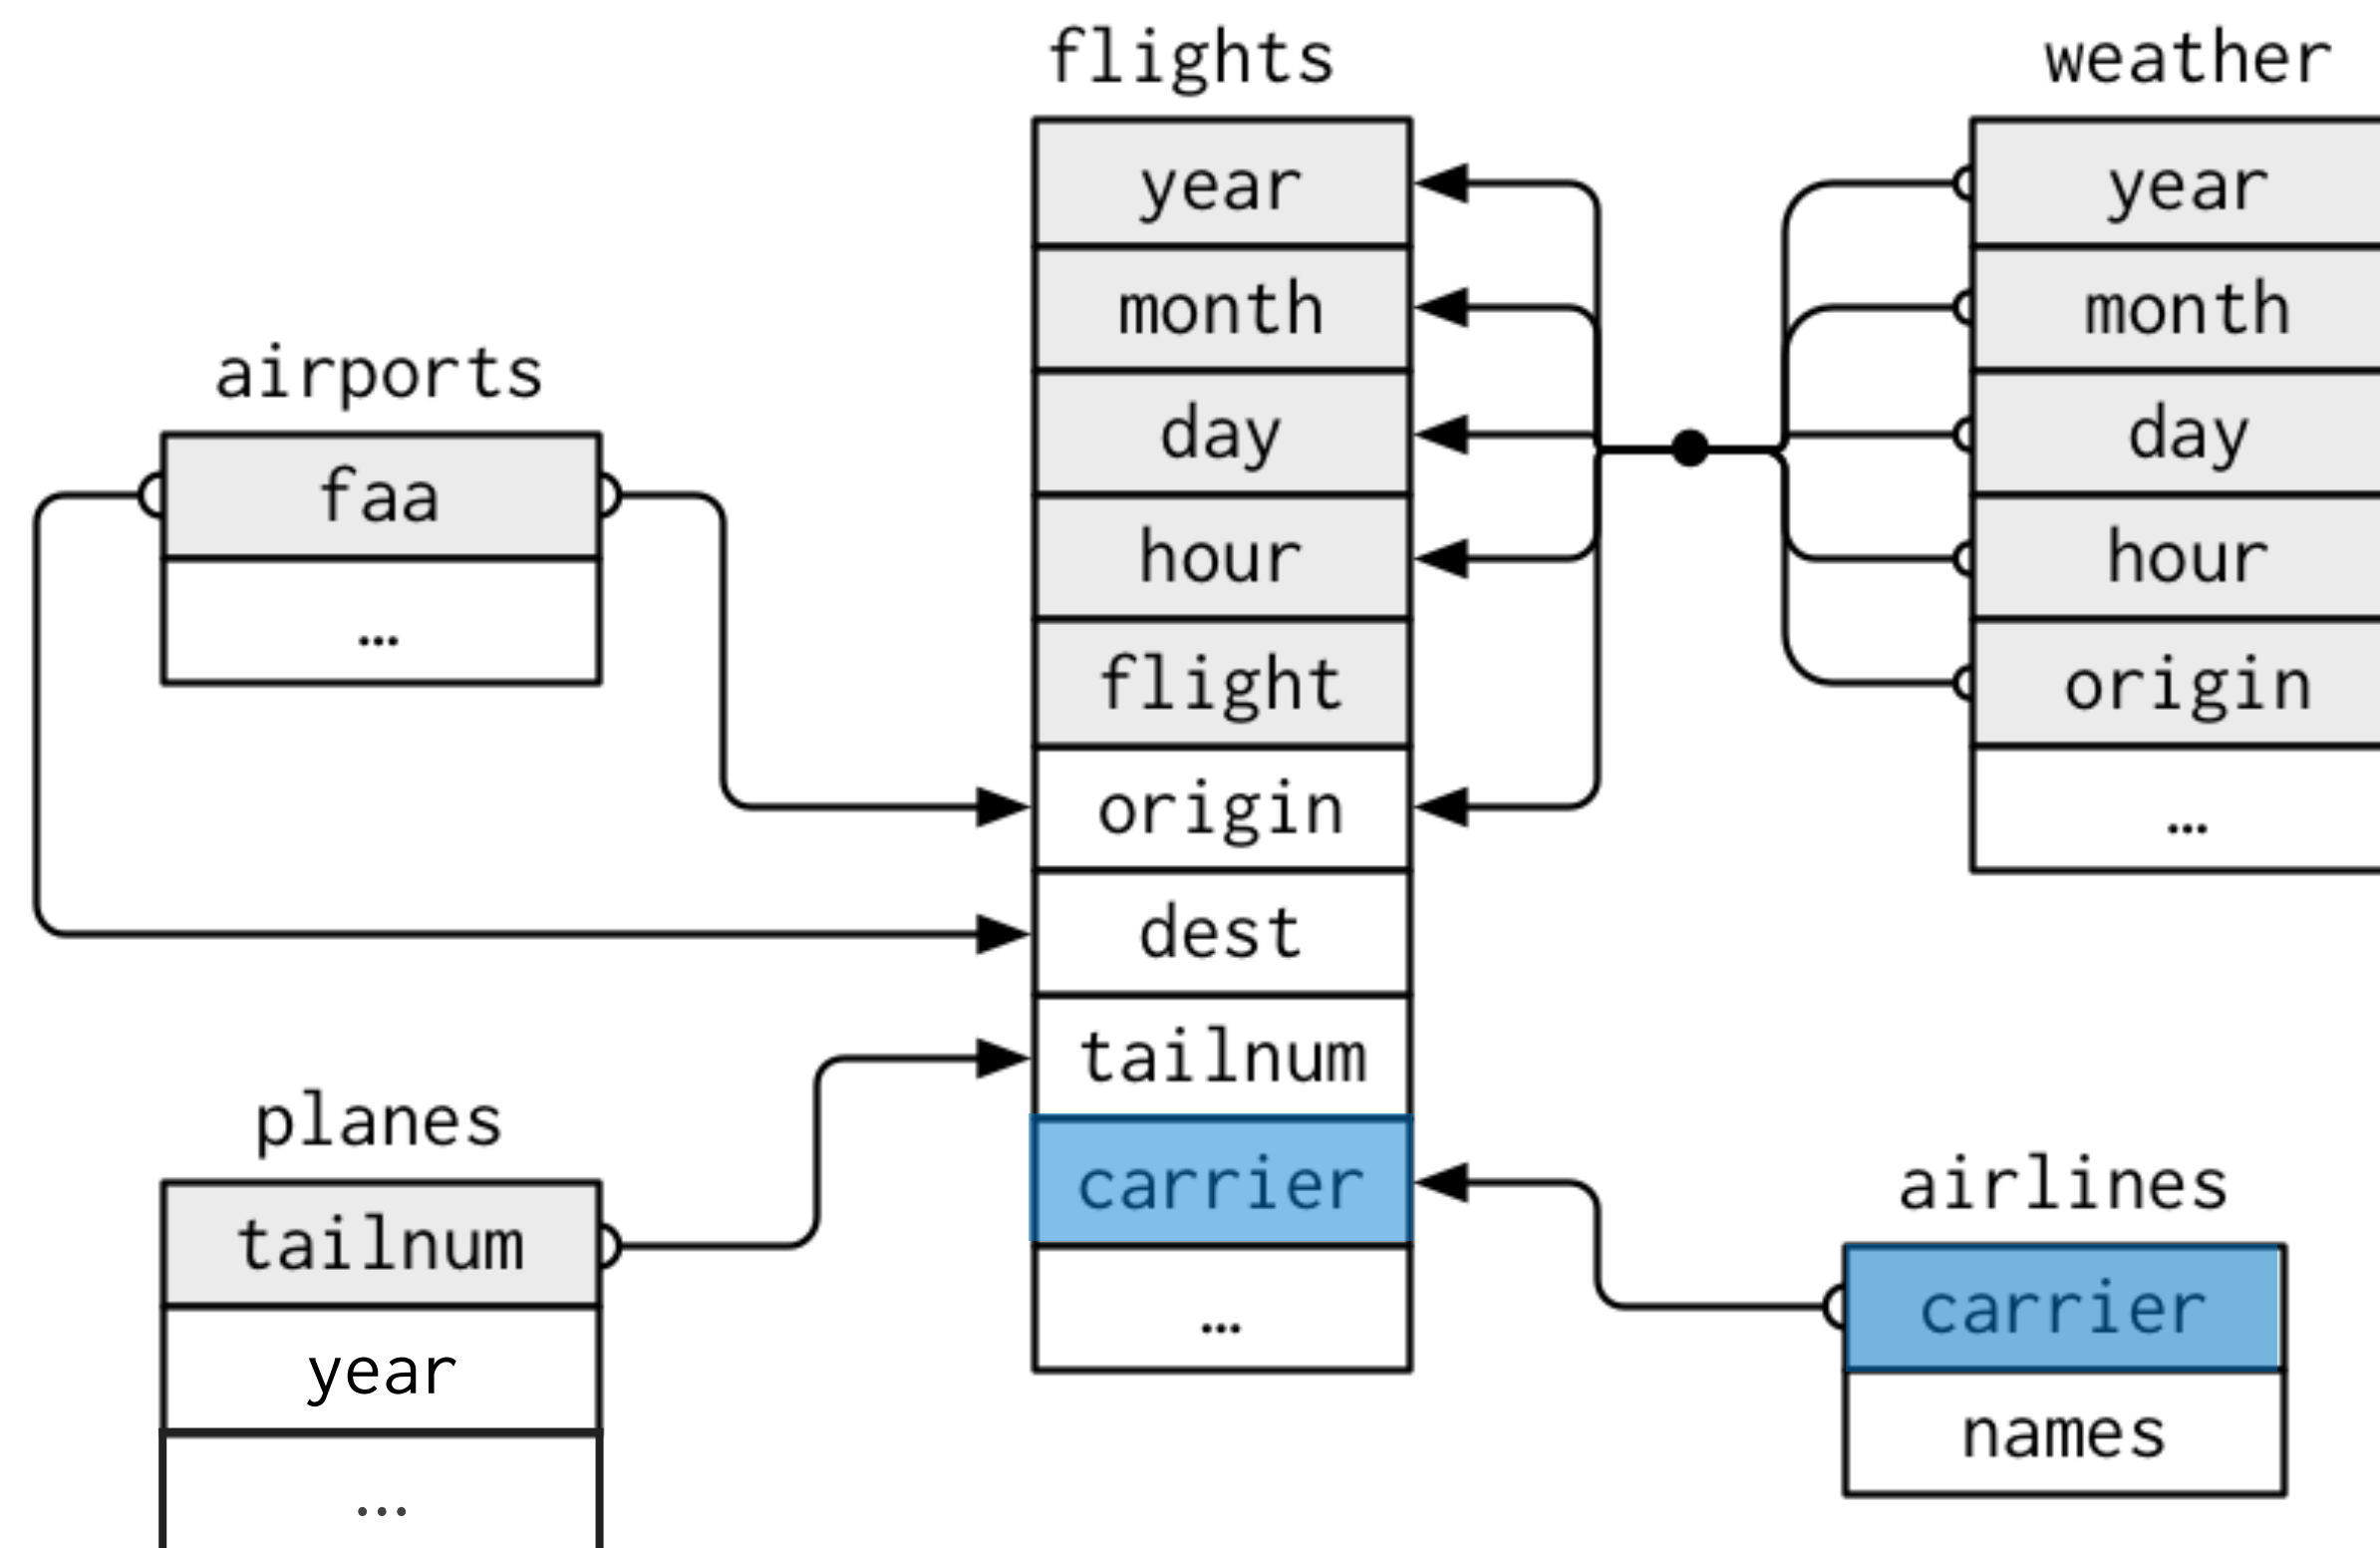 flights
year
month
day
hour
flight
origin
dest
tailnum
carrier
…
weather
year
month
day
hour
origin
…
airports
faa
…
planes
tailnum
year
...
airlines
carrier
names